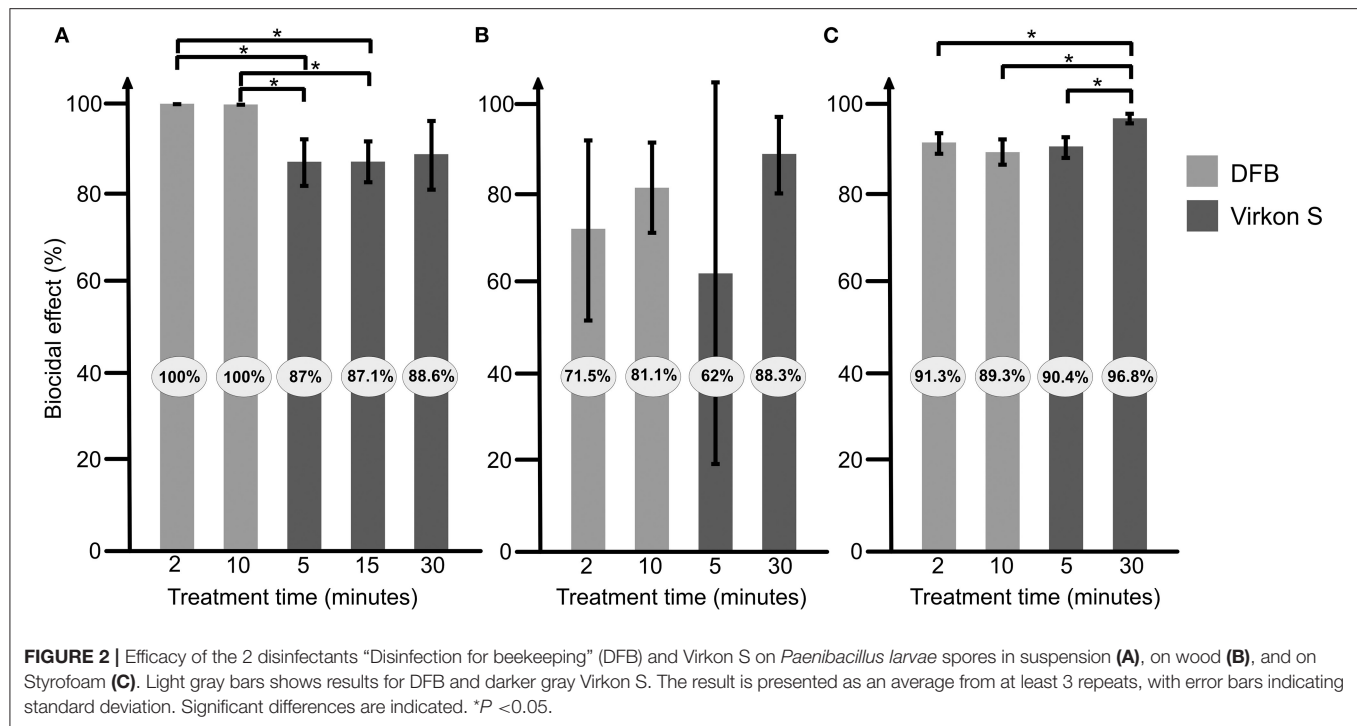 A
B
C
* *
* *
* * *
Biocidal effect (%)
100
80
60
40
20
0
100% 100% 87% 87.1% 88.6%
2 10 5 15 30
Treatment time (minutes)
100
80
60
40
20
0
71.5% 81.1% 62% 88.3%
2 10 5 30
Treatment time (minutes)
100
80
60
40
20
0
91.3% 89.3% 90.4% 96.8%
2 10 5 30
Treatment time (minutes)
DFB
Virkon S
FIGURE 2 | Efficacy of the 2 disinfectants “Disinfection for beekeeping” (DFB) and Virkon S on Paenibacillus larvae spores in suspension (A), on wood (B), and on
Styrofoam (C). Light gray bars shows results for DFB and darker gray Virkon S. The result is presented as an average from at least 3 repeats, with error bars indicating
standard deviation. Significant differences are indicated. *P <0.05.